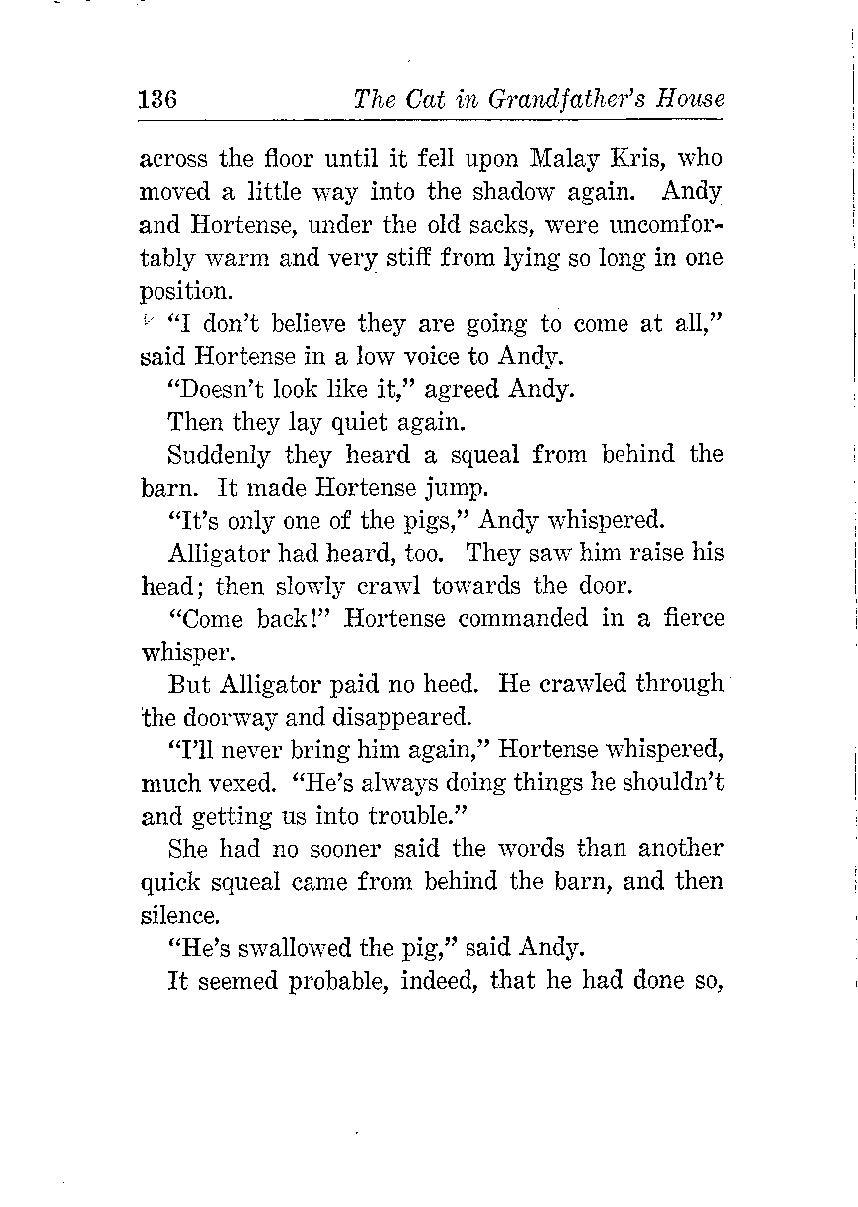 136 The Cat in Grandfather's House
across the floor until it fell upon Malay Kris, who
moved a little way into the shadow again. Andy
and Hortense, under the old sacks, were uncomfor-
tably warm and very stiff from lying so long in one
position.
“I don’t believe they are going to come at all,”
said Hortense in a low voice to Andy.
“Doesn’t look like it,” agreed Andy.
Then they lay quiet again.
Suddenly they heard a squeal from behind the
barn. It made Hortense jump.
“It’s only one of the pigs,” Andy whispered.
Alligator had heard, too. They saw him raise his
head; then slowly crawl towards the door.
“Come back!” Hortense commanded in a fierce
whisper.
But Alligator paid no heed. He crawled through
the doorway and disappeared.
“I’ll never bring him again,” Hortense whispered,
much vexed. “He’s always doing things he shouldn’t
and getting us into trouble.”
She had no sooner said the words than another
quick squeal came from behind the barn, and then
silence.
“He’s swallowed the pig,” said Andy.
It seemed probable, indeed, that he had done so,